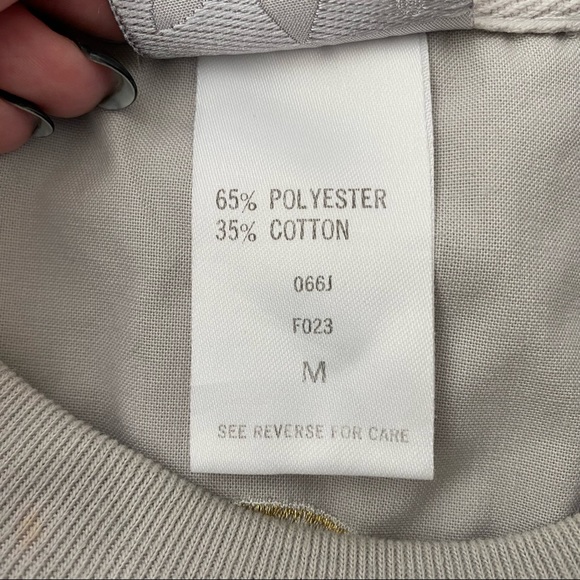 65% POLYESTER
35% COTTON
066J
F023
M
SEE REVERSE FOR CARE